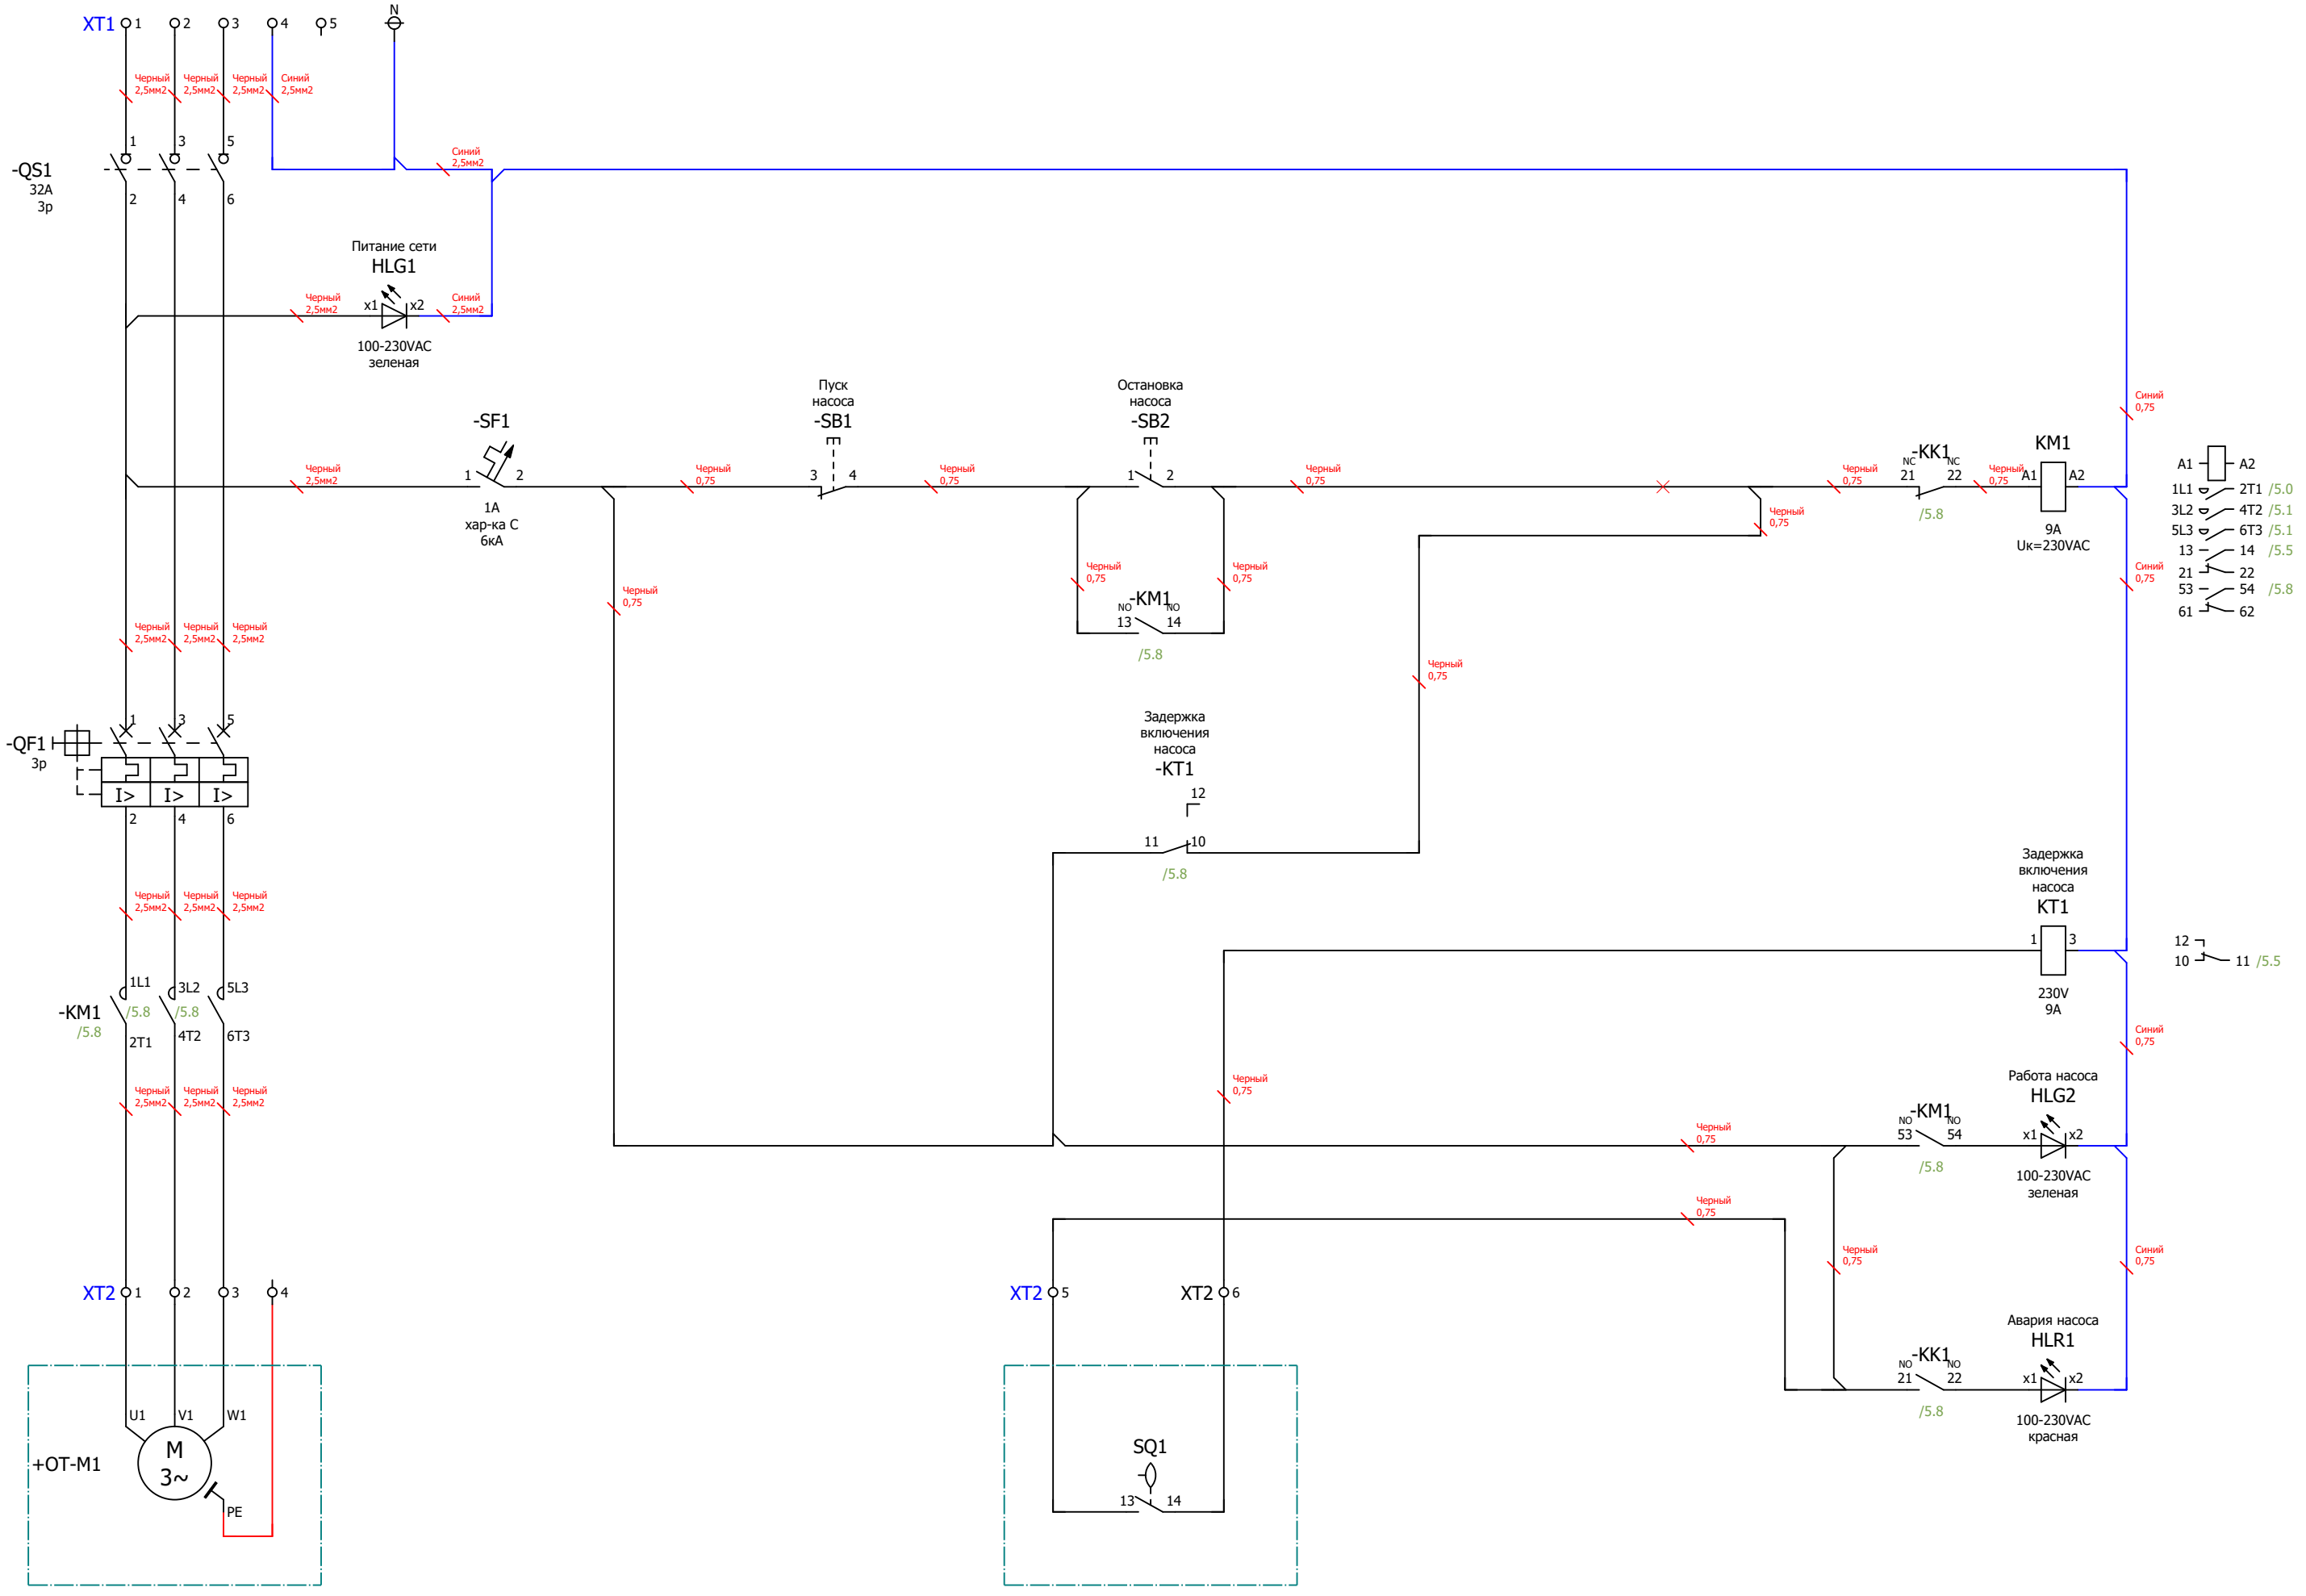 N
XT1 1 2 3 4 5
Черный Черный Черный Синий
2,5мм2 2,5мм2 2,5мм2 2,5мм2
1 3 5
-QS1
32А
3р
2 4 6
Синий
2,5мм2
Питание сети
HLG1
Черный
2,5мм2
x1 x2
Синий
2,5мм2
100-230VAC
зеленая
-SF1
1 2
1А
хар-ка С
6кА
Черный
2,5мм2
Черный
0,75
Пуск
насоса
-SB1
3 4
Черный
0,75
Остановка
насоса
-SB2
1 2
Черный
0,75
Черный
0,75
Черный
0,75
-KK1
NC NC
21 22
/5.8
Черный
0,75
KM1
A1 A2
9А
Uк=230VAC
Синий
0,75
A1 A2
1L1 2T1 /5.0
3L2 4T2 /5.1
5L3 6T3 /5.1
13 14 /5.5
21 22
53 54 /5.8
61 62
Черный
0,75
Черный
0,75
Черный
0,75
-KM1
NO NO
13 14
/5.8
Синий
0,75
Черный Черный Черный
2,5мм2 2,5мм2 2,5мм2
Черный
0,75
-QF1
3р
1 3 5
I> I> I>
2 4 6
Задержка
включения
насоса
-KT1
12
11 10
/5.8
Черный Черный Черный
2,5мм2 2,5мм2 2,5мм2
Задержка
включения
насоса
KT1
1 3
230V
9А
12
10 11 /5.5
-KM1
/5.8
1L1 3L2 5L3
/5.8 /5.8
2T1 4T2 6T3
Черный Черный Черный
2,5мм2 2,5мм2 2,5мм2
Черный
0,75
Синий
0,75
Черный
0,75
-KM1
NO NO
53 54
/5.8
Работа насоса
HLG2
x1 x2
100-230VAC
зеленая
Черный
0,75
Черный
0,75
Синий
0,75
XT2 1 2 3 4
XT2 5
XT2 6
-KK1
NO NO
21 22
/5.8
Авария насоса
HLR1
x1 x2
100-230VAC
красная
U1 V1 W1
+OT-M1
M
3~
PE
SQ1
13 14